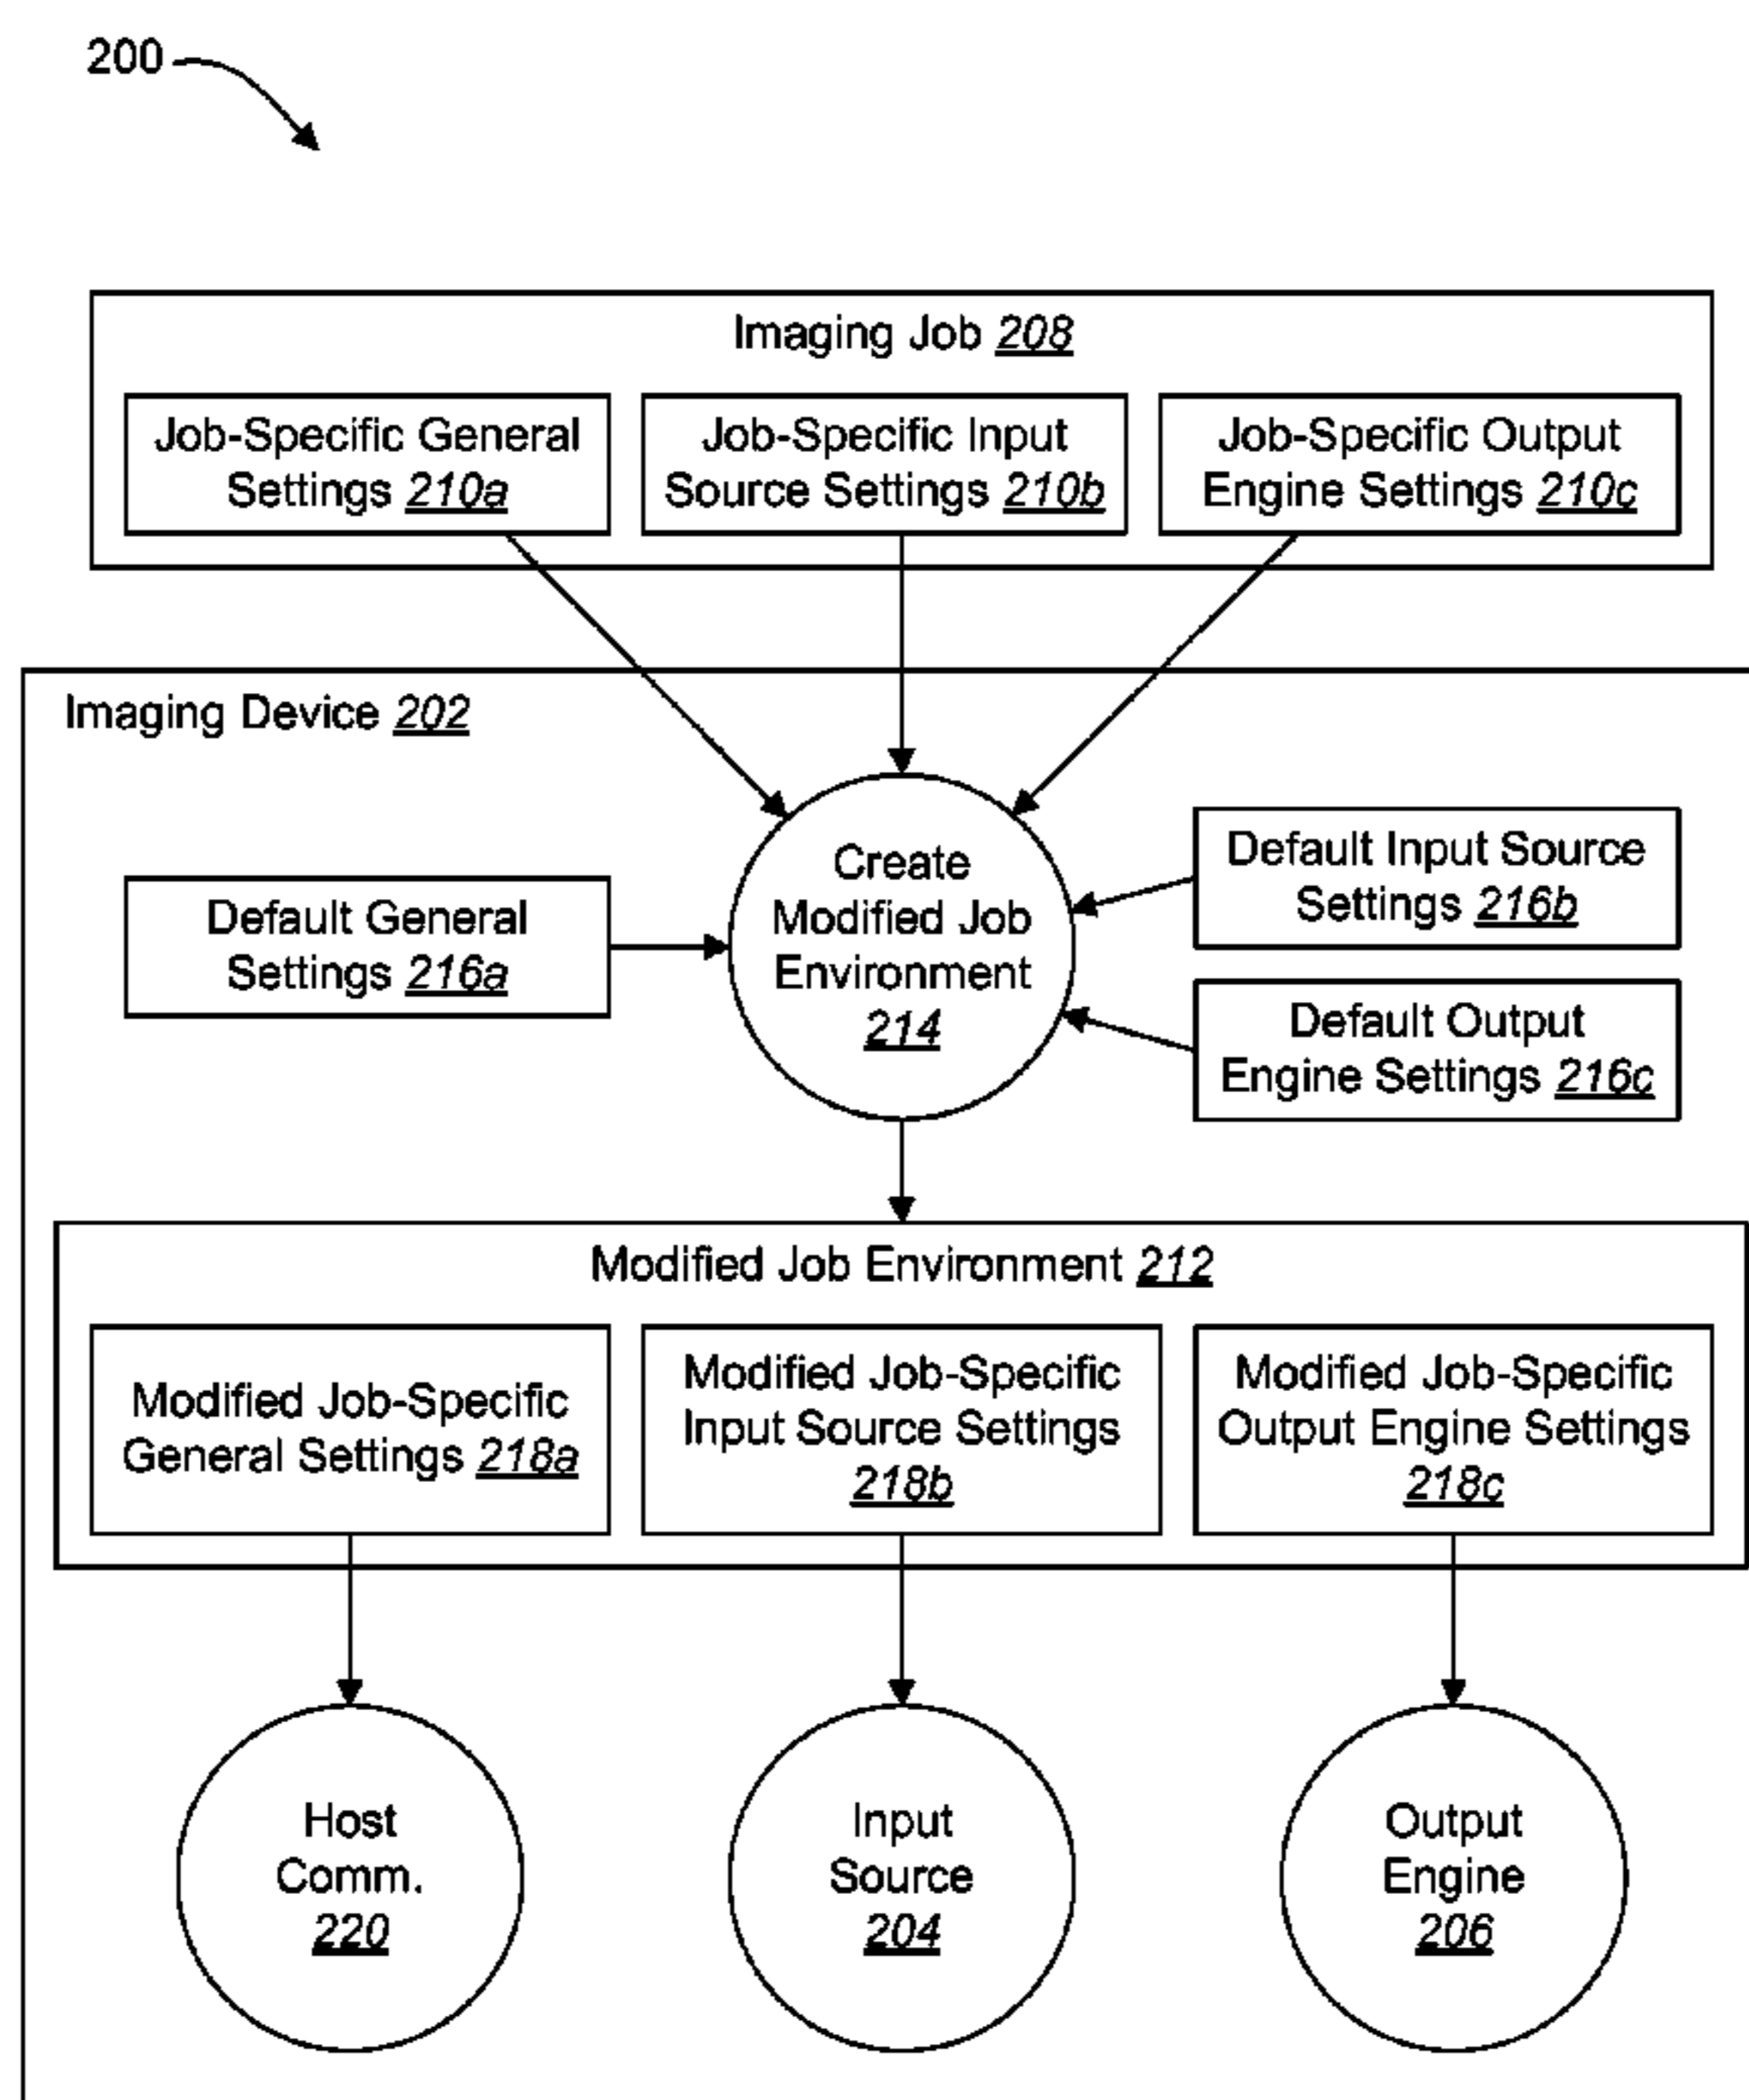 200
Imaging Job 208
Job-Specific General
Settings 210a
Job-Specific Input
Source Settings 210b
Job-Specific Output
Engine Settings 210c
Imaging Device 202
Create
Modified Job
Environment
214
Default General
Settings 216a
Default Input Source
Settings 216b
Default Output
Engine Settings 216c
Modified Job Environment 212
Modified Job-Specific
General Settings 218a
Modified Job-Specific
Input Source Settings
218b
Modified Job-Specific
Output Engine Settings
218c
Host
Comm.
220
Input
Source
204
Output
Engine
206